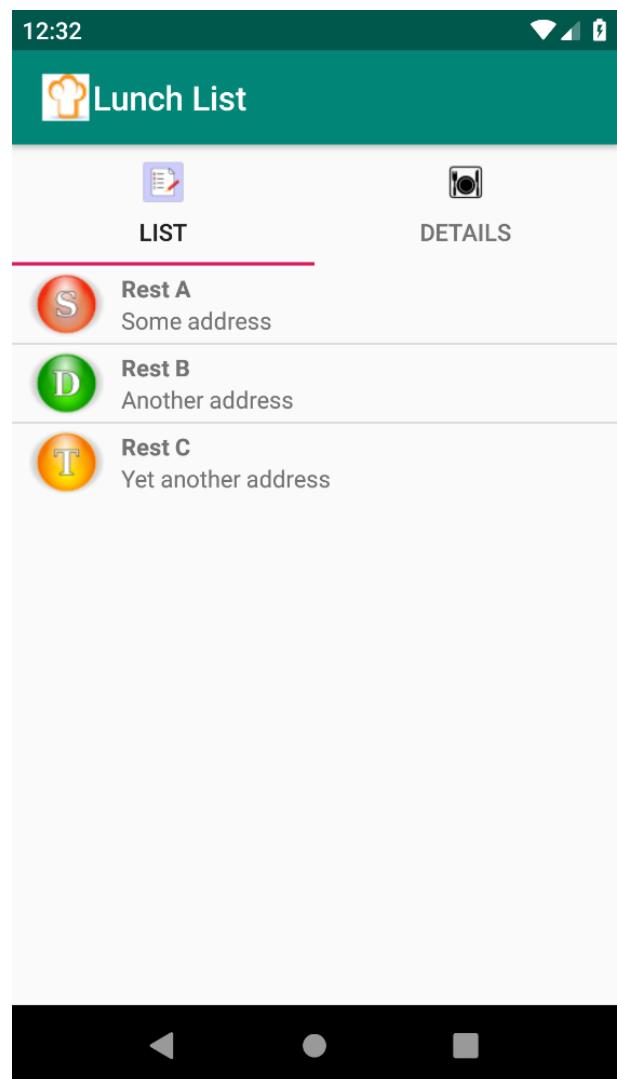 12:32
Lunch List
LIST
DETAILS
S
Rest A
Some address
D
Rest B
Another address
T
Rest C
Yet another address